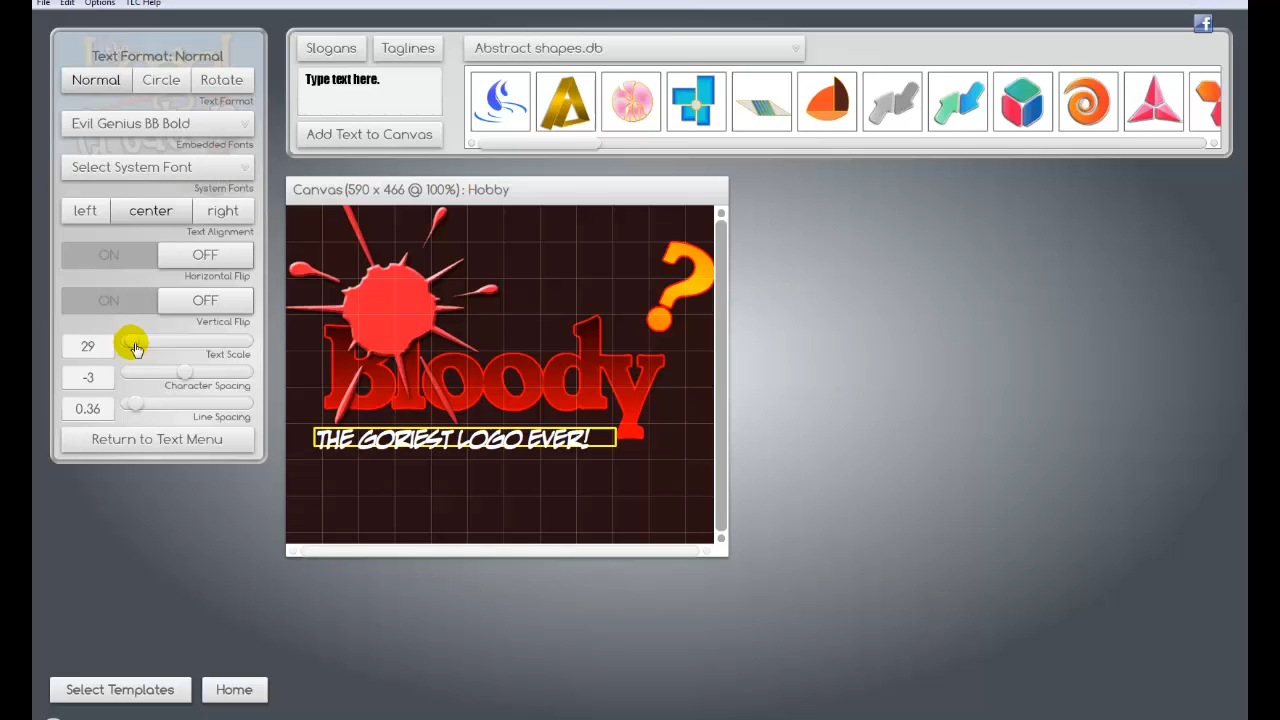 File Edit Options TLC Help
Text Format: Normal
Normal Circle Rotate
Text Format
Evil Genius BB Bold
Embedded Fonts
Select System Font
System Fonts
left center right
Text Alignment
ON OFF
Horizontal Flip
ON OFF
Vertical Flip
29
Text Scale
-3
Character Spacing
0.36
Line Spacing
Return to Text Menu
Slogans Taglines
Abstract shapes.db
Type text here.
Add Text to Canvas
f
Canvas(590 x 466 @ 100%) : Hobby
?
Bloody
THE GORIEST LOGO EVER!
Select Templates Home